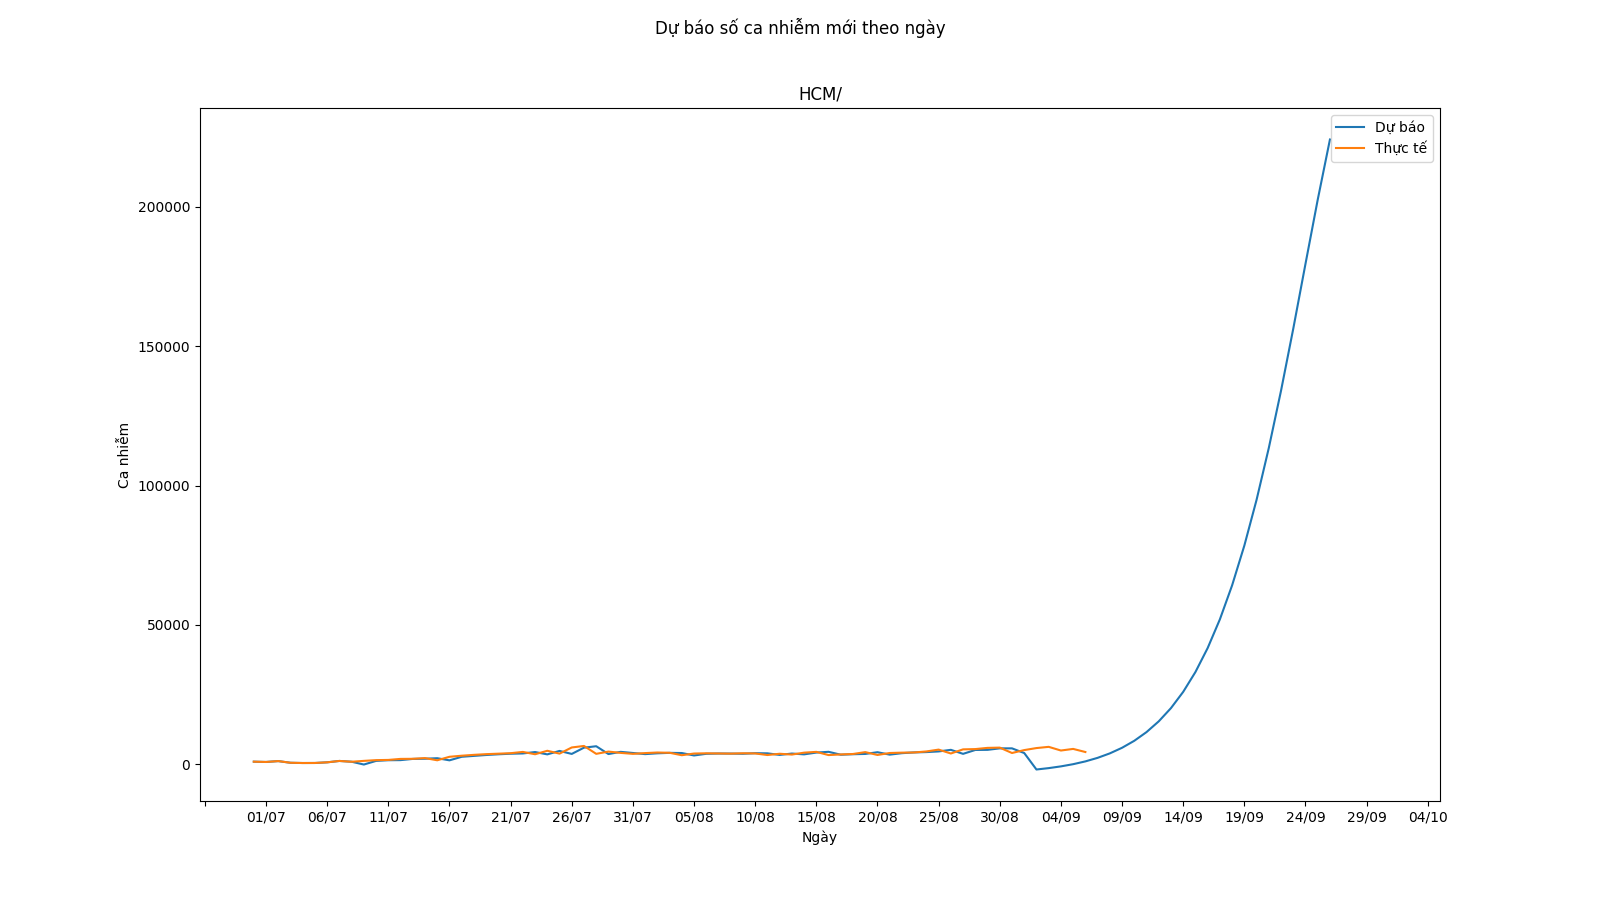 Dự báo số ca nhiễm mới theo ngày
HCM/
Dự báo
Thực tế
200000
150000
100000
50000
0
Ca nhiễm
01/07 06/07 11/07 16/07 21/07 26/07 31/07 05/08 10/08 15/08 20/08 25/08 30/08 04/09 09/09 14/09 19/09 24/09 29/09 04/10
Ngày